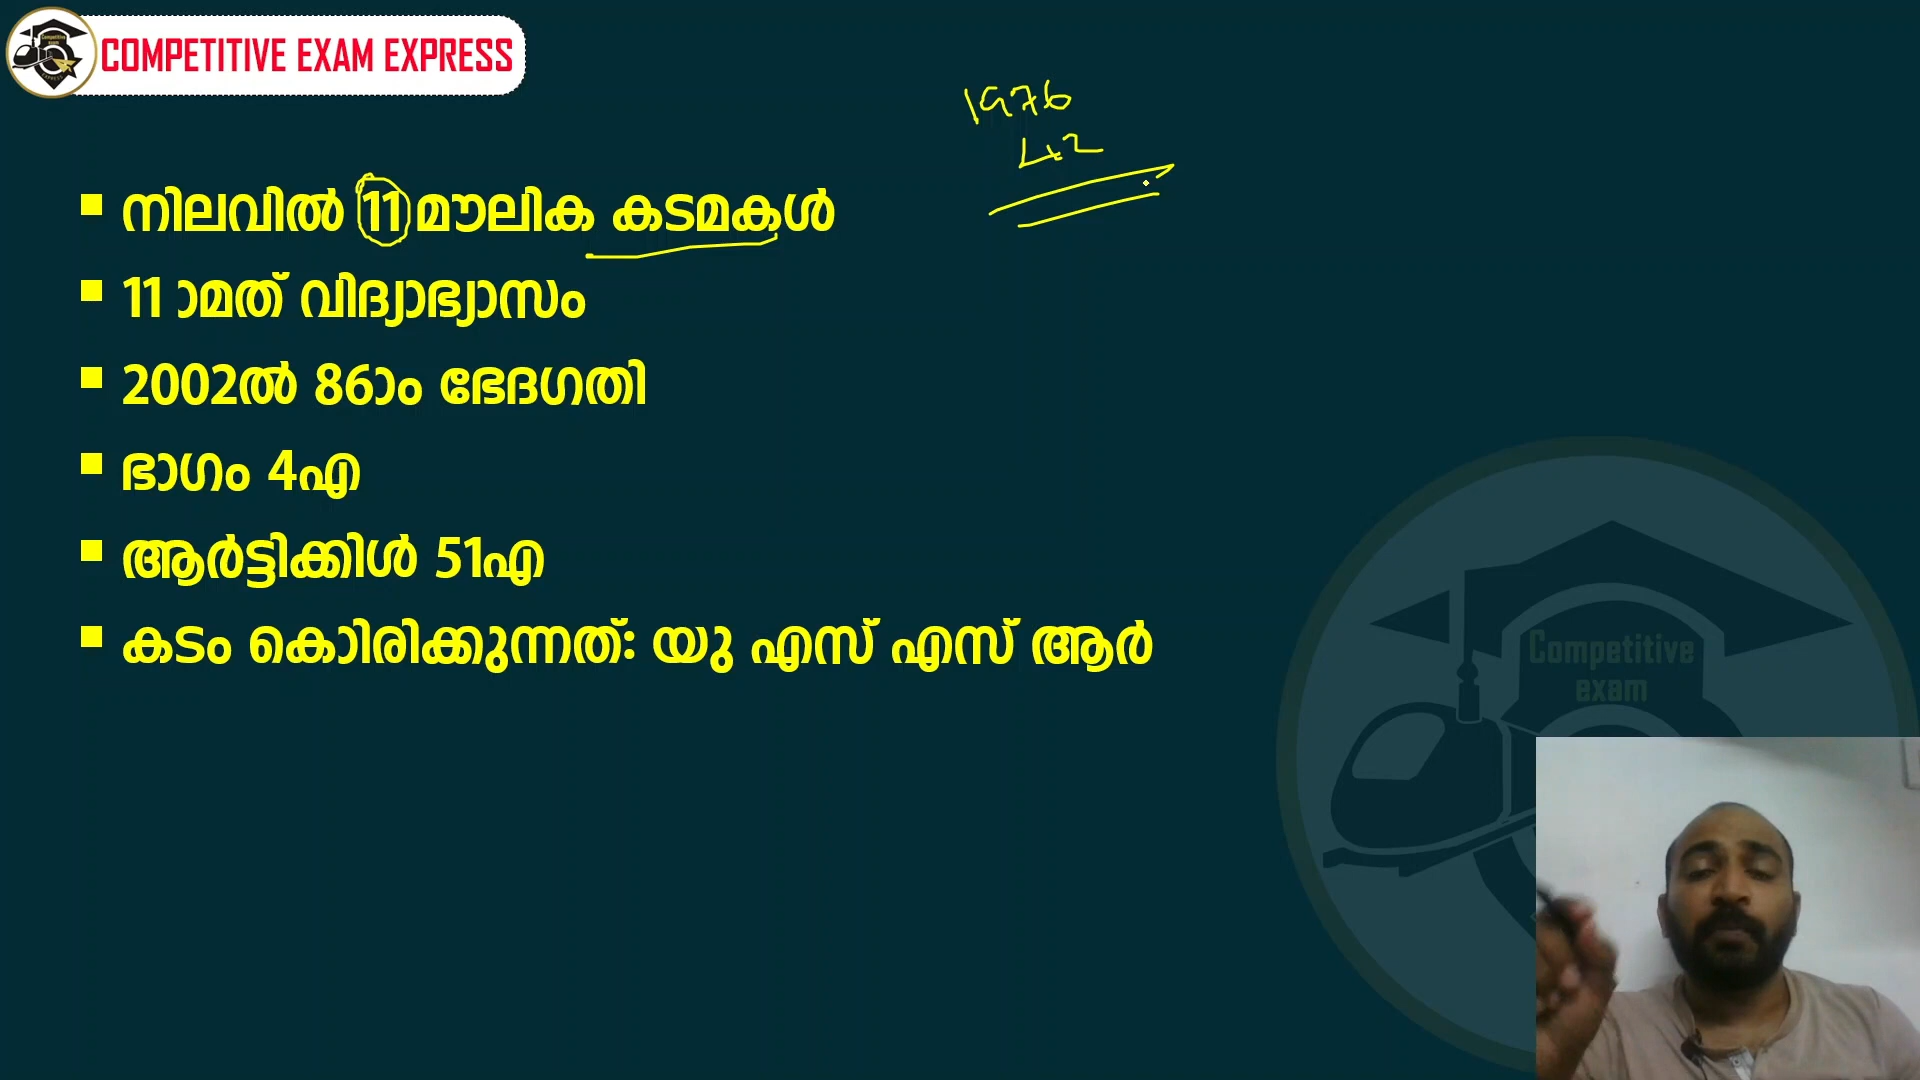 COMPETITIVE EXAM EXPRESS
1976
42
നിലവിൽ 11 മൗലിക കടമകൾ
11 ാമത് വിദ്യാഭ്യാസം
2002ൽ 86ാം ഭേദഗതി
ഭാഗം 4എ
ആർട്ടിക്കിൾ 51എ
കടം കൊിരിക്കുന്നത്: യു എസ് എസ് ആർ
Competitive
exam